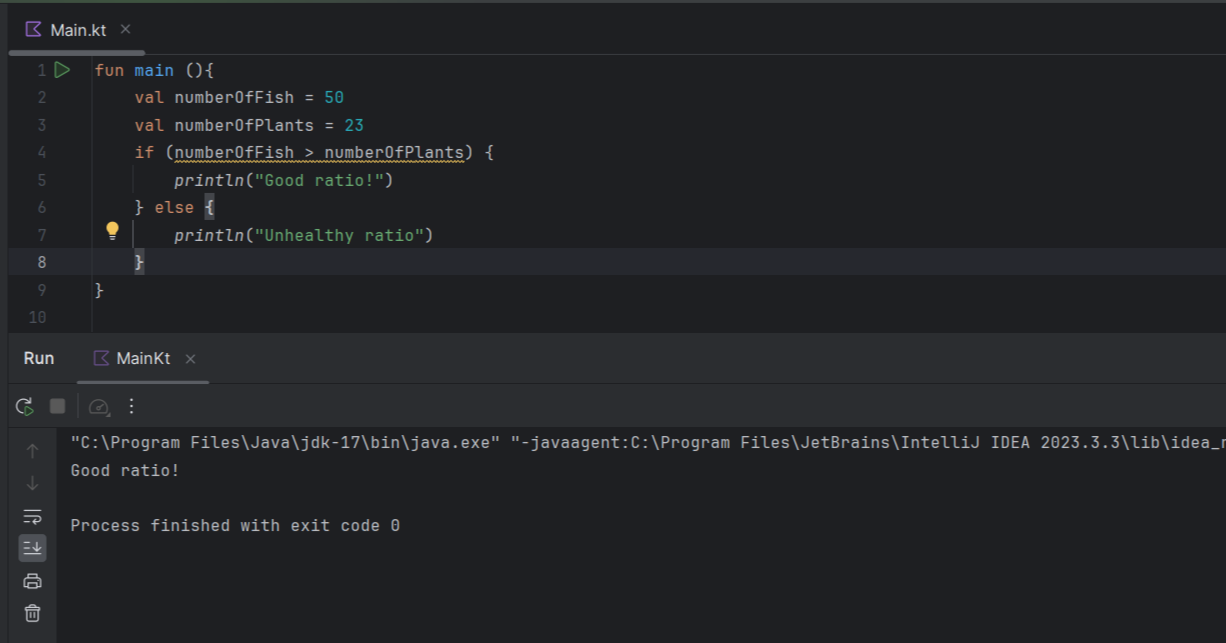 Main.kt
1 fun main (){
2 val numberOfFish = 50
3 val numberOfPlants = 23
4 if (numberOfFish > numberOfPlants) {
5 println("Good ratio!")
6 } else {
7 println("Unhealthy ratio")
8 }
9 }
10
Run MainKt
"C:\Program Files\Java\jdk-17\bin\java.exe" "-javaagent:C:\Program Files\JetBrains\IntelliJ IDEA 2023.3.3\lib\idea_r
Good ratio!
Process finished with exit code 0